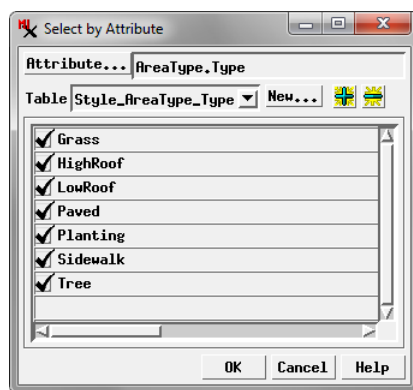 Select by Attribute
Attribute... AreaType.Type
Table Style_AreaType_Type New...
Grass
HighRoof
LowRoof
Paved
Planting
Sidewalk
Tree
OK Cancel Help